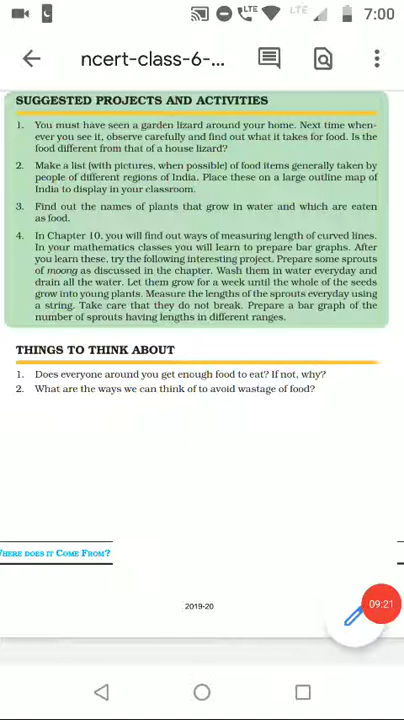 LTE LTE 7:00
ncert-class-6-...
SUGGESTED PROJECTS AND ACTIVITIES
1. You must have seen a garden lizard around your home. Next time when-
ever you see it, observe carefully and find out what it takes for food. Is the
food different from that of a house lizard?
2. Make a list (with pictures, when possible) of food items generally taken by
people of different regions of India. Place these on a large outline map of
India to display in your classroom.
3. Find out the names of plants that grow in water and which are eaten
as food.
4. In Chapter 10, you will find out ways of measuring length of curved lines.
In your mathematics classes you will learn to prepare bar graphs. After
you learn these, try the following interesting project. Prepare some sprouts
of moong as discussed in the chapter. Wash them in water everyday and
drain all the water. Let them grow for a week until the whole of the seeds
grow into young plants. Measure the lengths of the sprouts everyday using
a string. Take care that they do not break. Prepare a bar graph of the
number of sprouts having lengths in different ranges.
THINGS TO THINK ABOUT
1. Does everyone around you get enough food to eat? If not, why?
2. What are the ways we can think of to avoid wastage of food?
WHERE DOES IT COME FROM?
09:21
2019-20